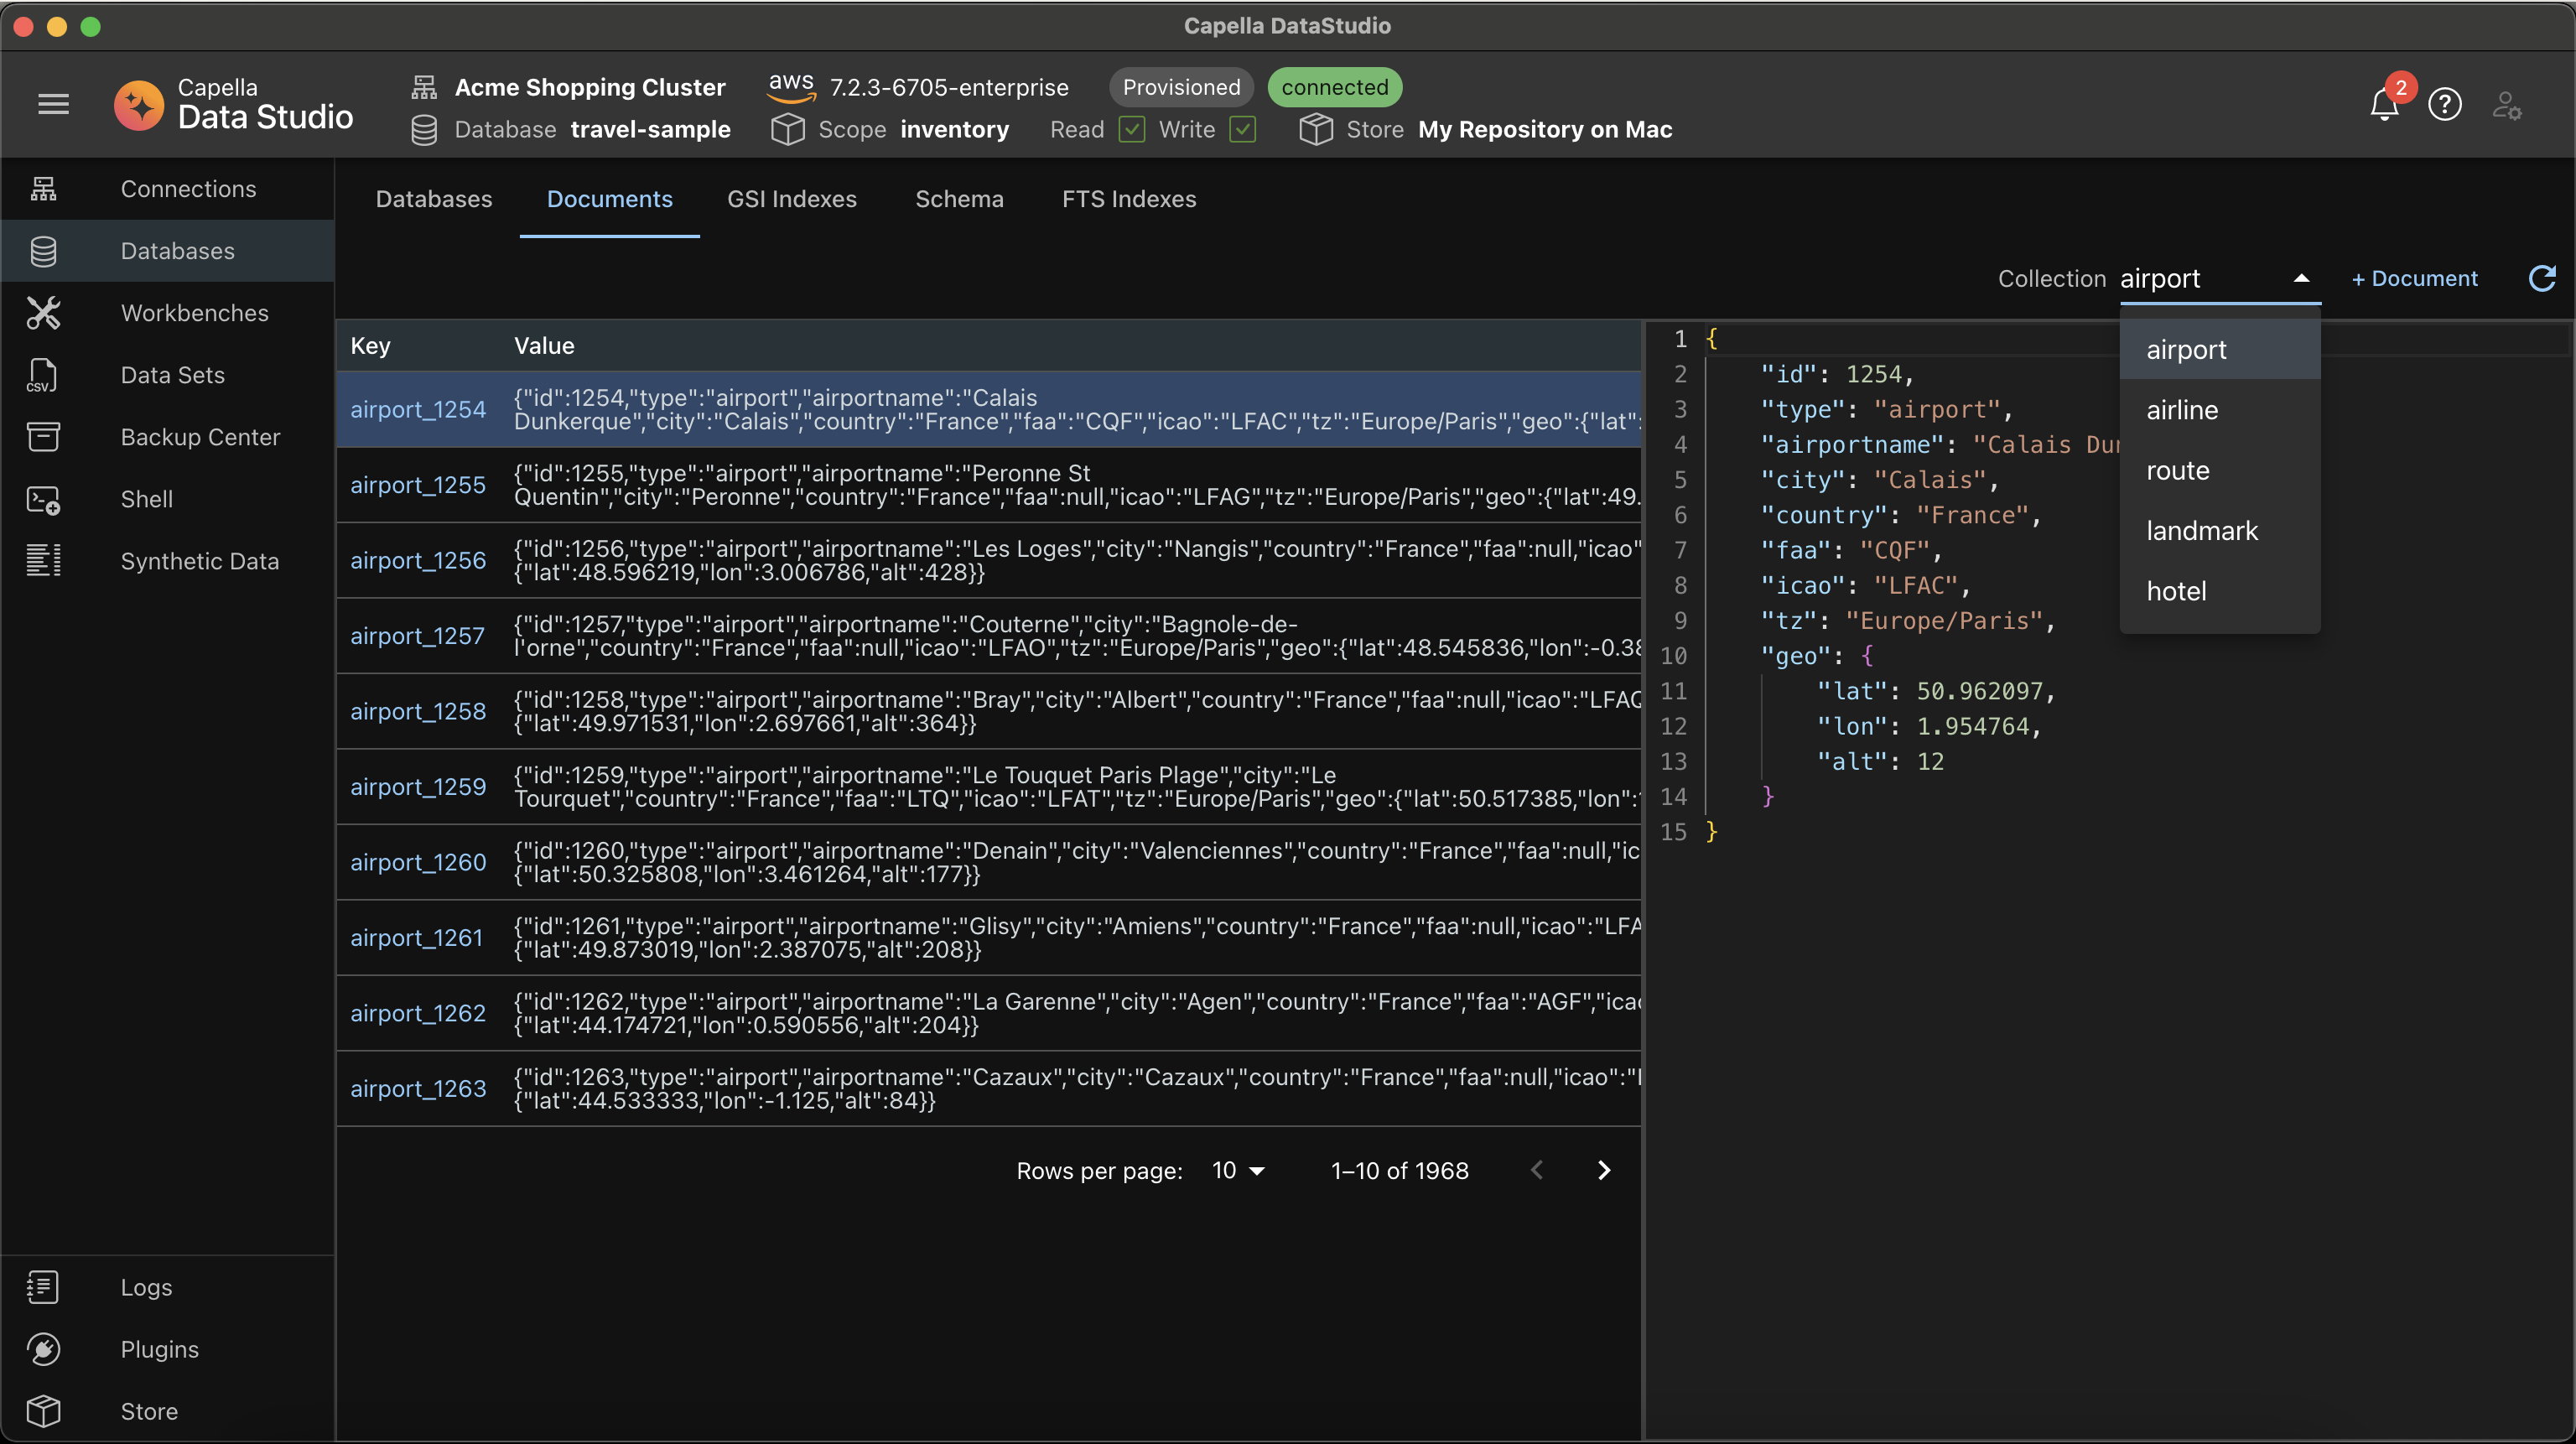 Capella DataStudio
Capella
Data Studio
Acme Shopping Cluster
aws 7.2.3-6705-enterprise
Provisioned
connected
Database travel-sample
Scope inventory
Read
Write
Store My Repository on Mac
2
?
Connections
Databases
Workbenches
CSV
Data Sets
Backup Center
Shell
Synthetic Data
Logs
Plugins
Store
Databases
Documents
GSI Indexes
Schema
FTS Indexes
Collection airport
+ Document
airport
airline
route
landmark
hotel
Key
Value
airport_1254
{"id":1254,"type":"airport","airportname":"Calais
Dunkerque","city":"Calais","country":"France","faa":"CQF","icao":"LFAC","tz":"Europe/Paris","geo":{"lat":
airport_1255
{"id":1255,"type":"airport","airportname":"Peronne St
Quentin","city":"Peronne","country":"France","faa":null,"icao":"LFAG","tz":"Europe/Paris","geo":{"lat":49.
airport_1256
{"id":1256,"type":"airport","airportname":"Les Loges","city":"Nangis","country":"France","faa":null,"icao"
{"lat":48.596219,"lon":3.006786,"alt":428}}
airport_1257
{"id":1257,"type":"airport","airportname":"Couterne","city":"Bagnole-de-
l'orne","country":"France","faa":null,"icao":"LFAO","tz":"Europe/Paris","geo":{"lat":48.545836,"lon":-0.38
airport_1258
{"id":1258,"type":"airport","airportname":"Bray","city":"Albert","country":"France","faa":null,"icao":"LFAQ
{"lat":49.971531,"lon":2.697661,"alt":364}}
airport_1259
{"id":1259,"type":"airport","airportname":"Le Touquet Paris Plage","city":"Le
Tourquet","country":"France","faa":"LTQ","icao":"LFAT","tz":"Europe/Paris","geo":{"lat":50.517385,"lon":
airport_1260
{"id":1260,"type":"airport","airportname":"Denain","city":"Valenciennes","country":"France","faa":null,"ic
{"lat":50.325808,"lon":3.461264,"alt":177}}
airport_1261
{"id":1261,"type":"airport","airportname":"Glisy","city":"Amiens","country":"France","faa":null,"icao":"LFA
{"lat":49.873019,"lon":2.387075,"alt":208}}
airport_1262
{"id":1262,"type":"airport","airportname":"La Garenne","city":"Agen","country":"France","faa":"AGF","icao
{"lat":44.174721,"lon":0.590556,"alt":204}}
airport_1263
{"id":1263,"type":"airport","airportname":"Cazaux","city":"Cazaux","country":"France","faa":null,"icao":"
{"lat":44.533333,"lon":-1.125,"alt":84}}
Rows per page: 10
1–10 of 1968
1 {
2 "id": 1254,
3 "type": "airport",
4 "airportname": "Calais Du
5 "city": "Calais",
6 "country": "France",
7 "faa": "CQF",
8 "icao": "LFAC",
9 "tz": "Europe/Paris",
10 "geo": {
11 "lat": 50.962097,
12 "lon": 1.954764,
13 "alt": 12
14 }
15 }